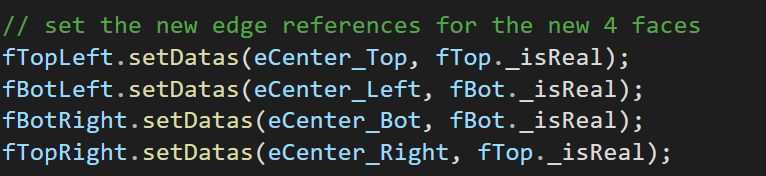 // set the new edge references for the new 4 faces
fTopLeft.setDatas(eCenter_Top, fTop._isReal);
fBotLeft.setDatas(eCenter_Left, fBot._isReal);
fBotRight.setDatas(eCenter_Bot, fBot._isReal);
fTopRight.setDatas(eCenter_Right, fTop._isReal);